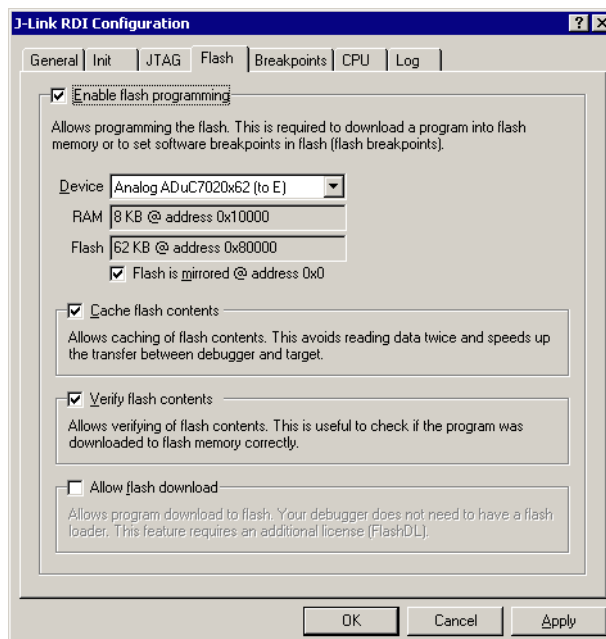 J-Link RDI Configuration
General Init JTAG Flash Breakpoints CPU Log
Enable flash programming
Allows programming the flash. This is required to download a program into flash
memory or to set software breakpoints in flash (flash breakpoints).
Device Analog ADuC7020x62 (to E)
RAM 8 KB @ address 0x10000
Flash 62 KB @ address 0x80000
Flash is mirrored @ address 0x0
Cache flash contents
Allows caching of flash contents. This avoids reading data twice and speeds up
the transfer between debugger and target.
Verify flash contents
Allows verifying of flash contents. This is useful to check if the program was
downloaded to flash memory correctly.
Allow flash download
Allows program download to flash. Your debugger does not need to have a flash
loader. This feature requires an additional license (FlashDL).
OK Cancel Apply